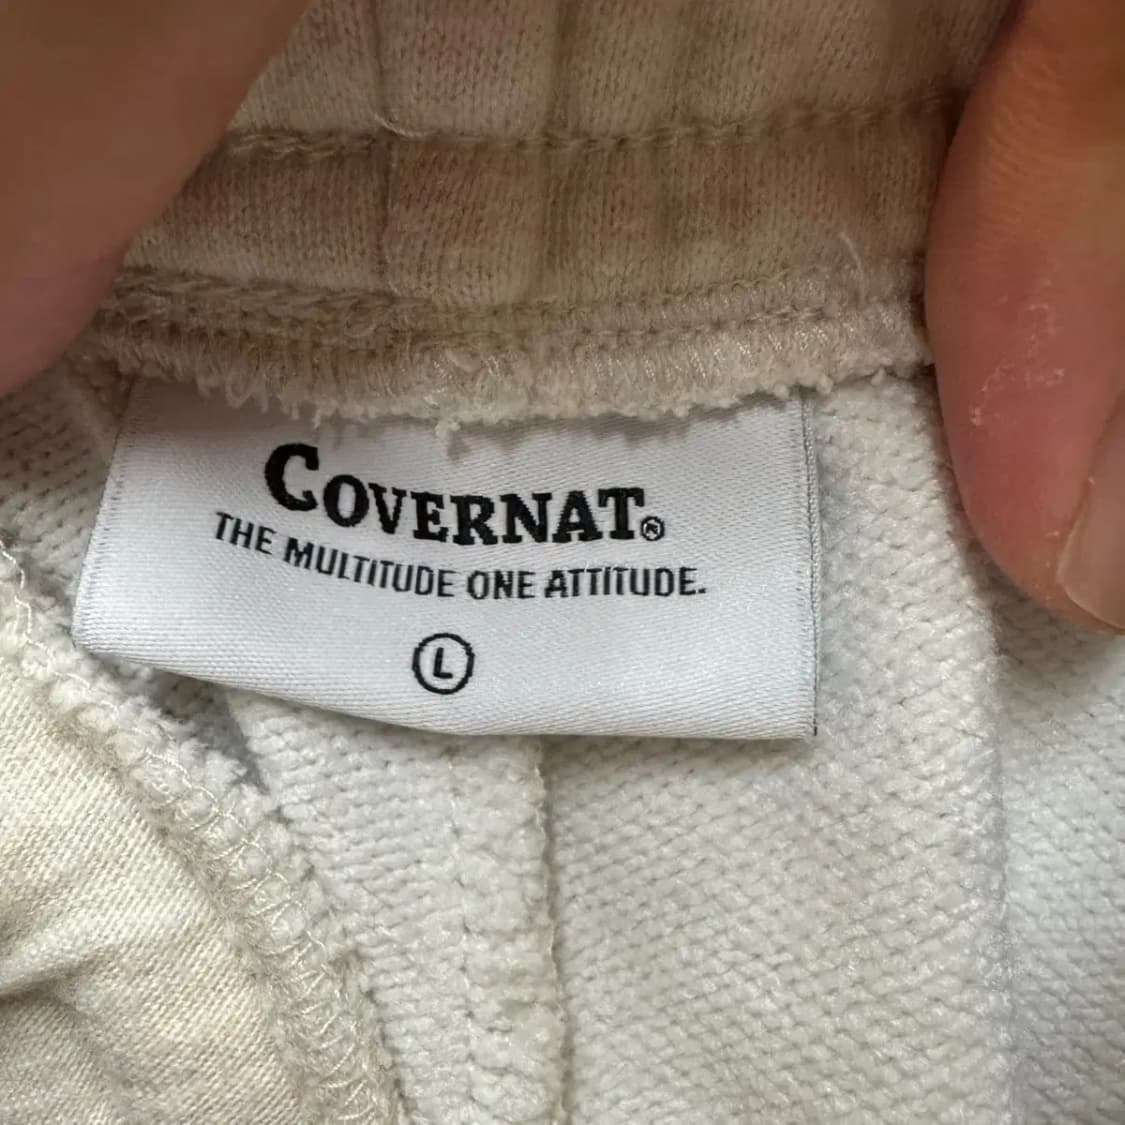 COVERNAT®
THE MULTITUDE ONE ATTITUDE.
L